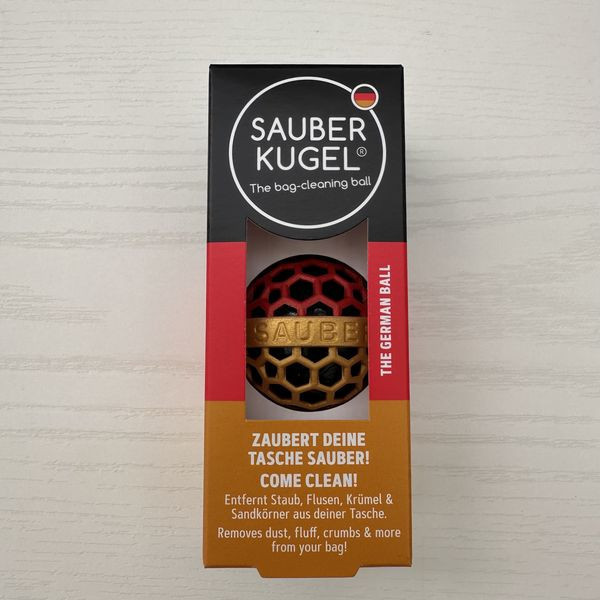 SAUBER
KUGEL®
The bag-cleaning ball
SAUBER
THE GERMAN BALL
ZAUBERT DEINE
TASCHE SAUBER!
COME CLEAN!
Entfernt Staub, Flusen, Krümel &
Sandkörner aus deiner Tasche.
Removes dust, fluff, crumbs & more
from your bag!